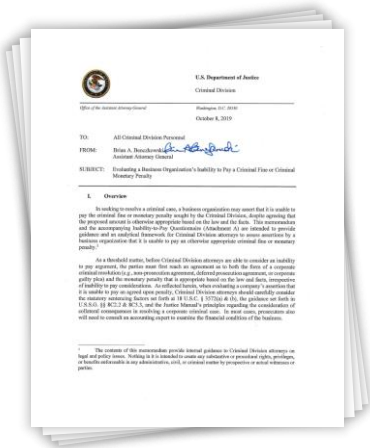 U.S. Department of Justice
Criminal Division
Office of the Assistant Attorney General
Washington, D.C. 20530
October 8, 2019
TO: All Criminal Division Personnel
FROM: Brian A. Benczkowski
Assistant Attorney General
SUBJECT: Evaluating a Business Organization's Inability to Pay a Criminal Fine or Criminal
Monetary Penalty
I. Overview
In seeking to resolve a criminal case, a business organization may assert that it is unable to
pay the criminal fine or monetary penalty sought by the Criminal Division, despite agreeing that
the proposed amount is otherwise appropriate based on the law and the facts. This memorandum
and the accompanying Inability-to-Pay Questionnaire (Attachment A) are intended to provide
guidance and an analytical framework for Criminal Division attorneys to assess assertions by a
business organization that it is unable to pay an otherwise appropriate criminal fine or monetary
penalty.1
As a threshold matter, before Criminal Division attorneys are able to consider an inability
to pay argument, the parties must first reach an agreement as to both the form of a corporate
criminal resolution (e.g., non-prosecution agreement, deferred prosecution agreement, or corporate
guilty plea) and the monetary penalty that is appropriate based on the law and facts, irrespective
of inability to pay considerations. As reflected herein, when evaluating a company's assertion that
it is unable to pay an agreed upon penalty, Criminal Division attorneys should carefully consider
the statutory sentencing factors set forth at 18 U.S.C. § 3572(a) & (b), the guidance set forth in
U.S.S.G. §§ 8C2.2 & 8C3.3, and the Justice Manual's principles regarding the consideration of
collateral consequences in resolving a corporate criminal case. In most cases, prosecutors also
will need to consult an accounting expert to examine the financial condition of the business.
1 The contents of this memorandum provide internal guidance to Criminal Division attorneys on
legal and policy issues. Nothing in it is intended to create any substantive or procedural rights, privileges,
or benefits enforceable in any administrative, civil, or criminal matter by prospective or actual witnesses or
parties.